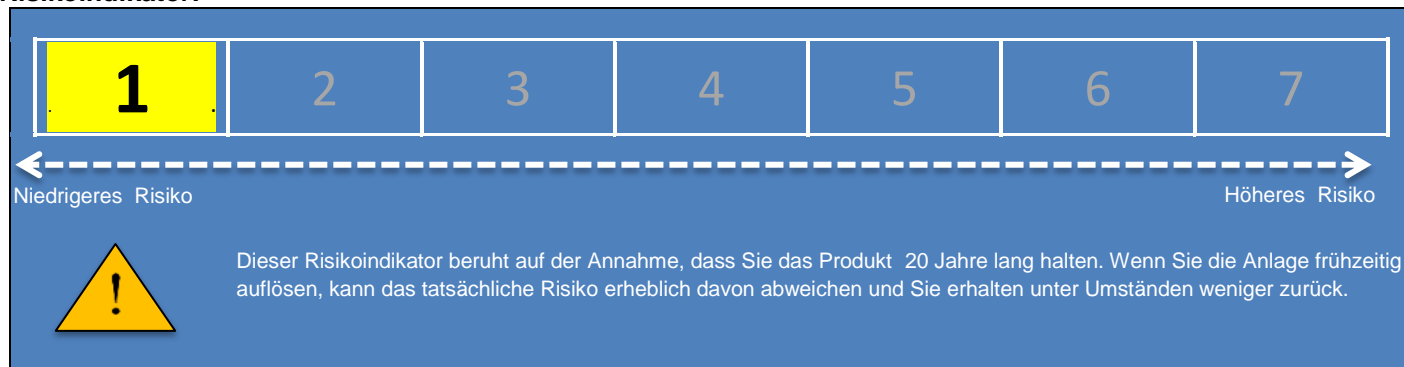 Risikoindikator:
1 2 3 4 5 6 7
Niedrigeres Risiko Höheres Risiko
!
Dieser Risikoindikator beruht auf der Annahme, dass Sie das Produkt 20 Jahre lang halten. Wenn Sie die Anlage frühzeitig
auflösen, kann das tatsächliche Risiko erheblich davon abweichen und Sie erhalten unter Umständen weniger zurück.